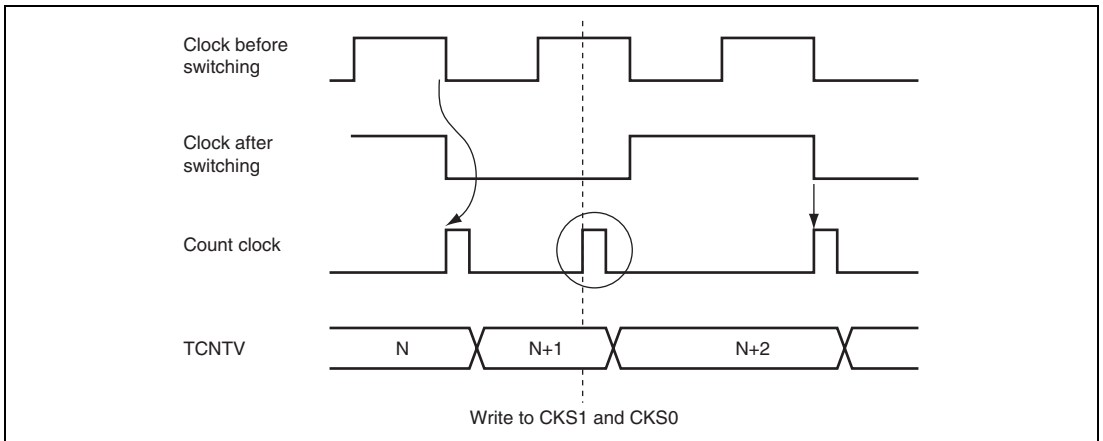 Clock before
switching
Clock after
switching
Count clock
TCNTV
N
N+1
N+2
Write to CKS1 and CKS0